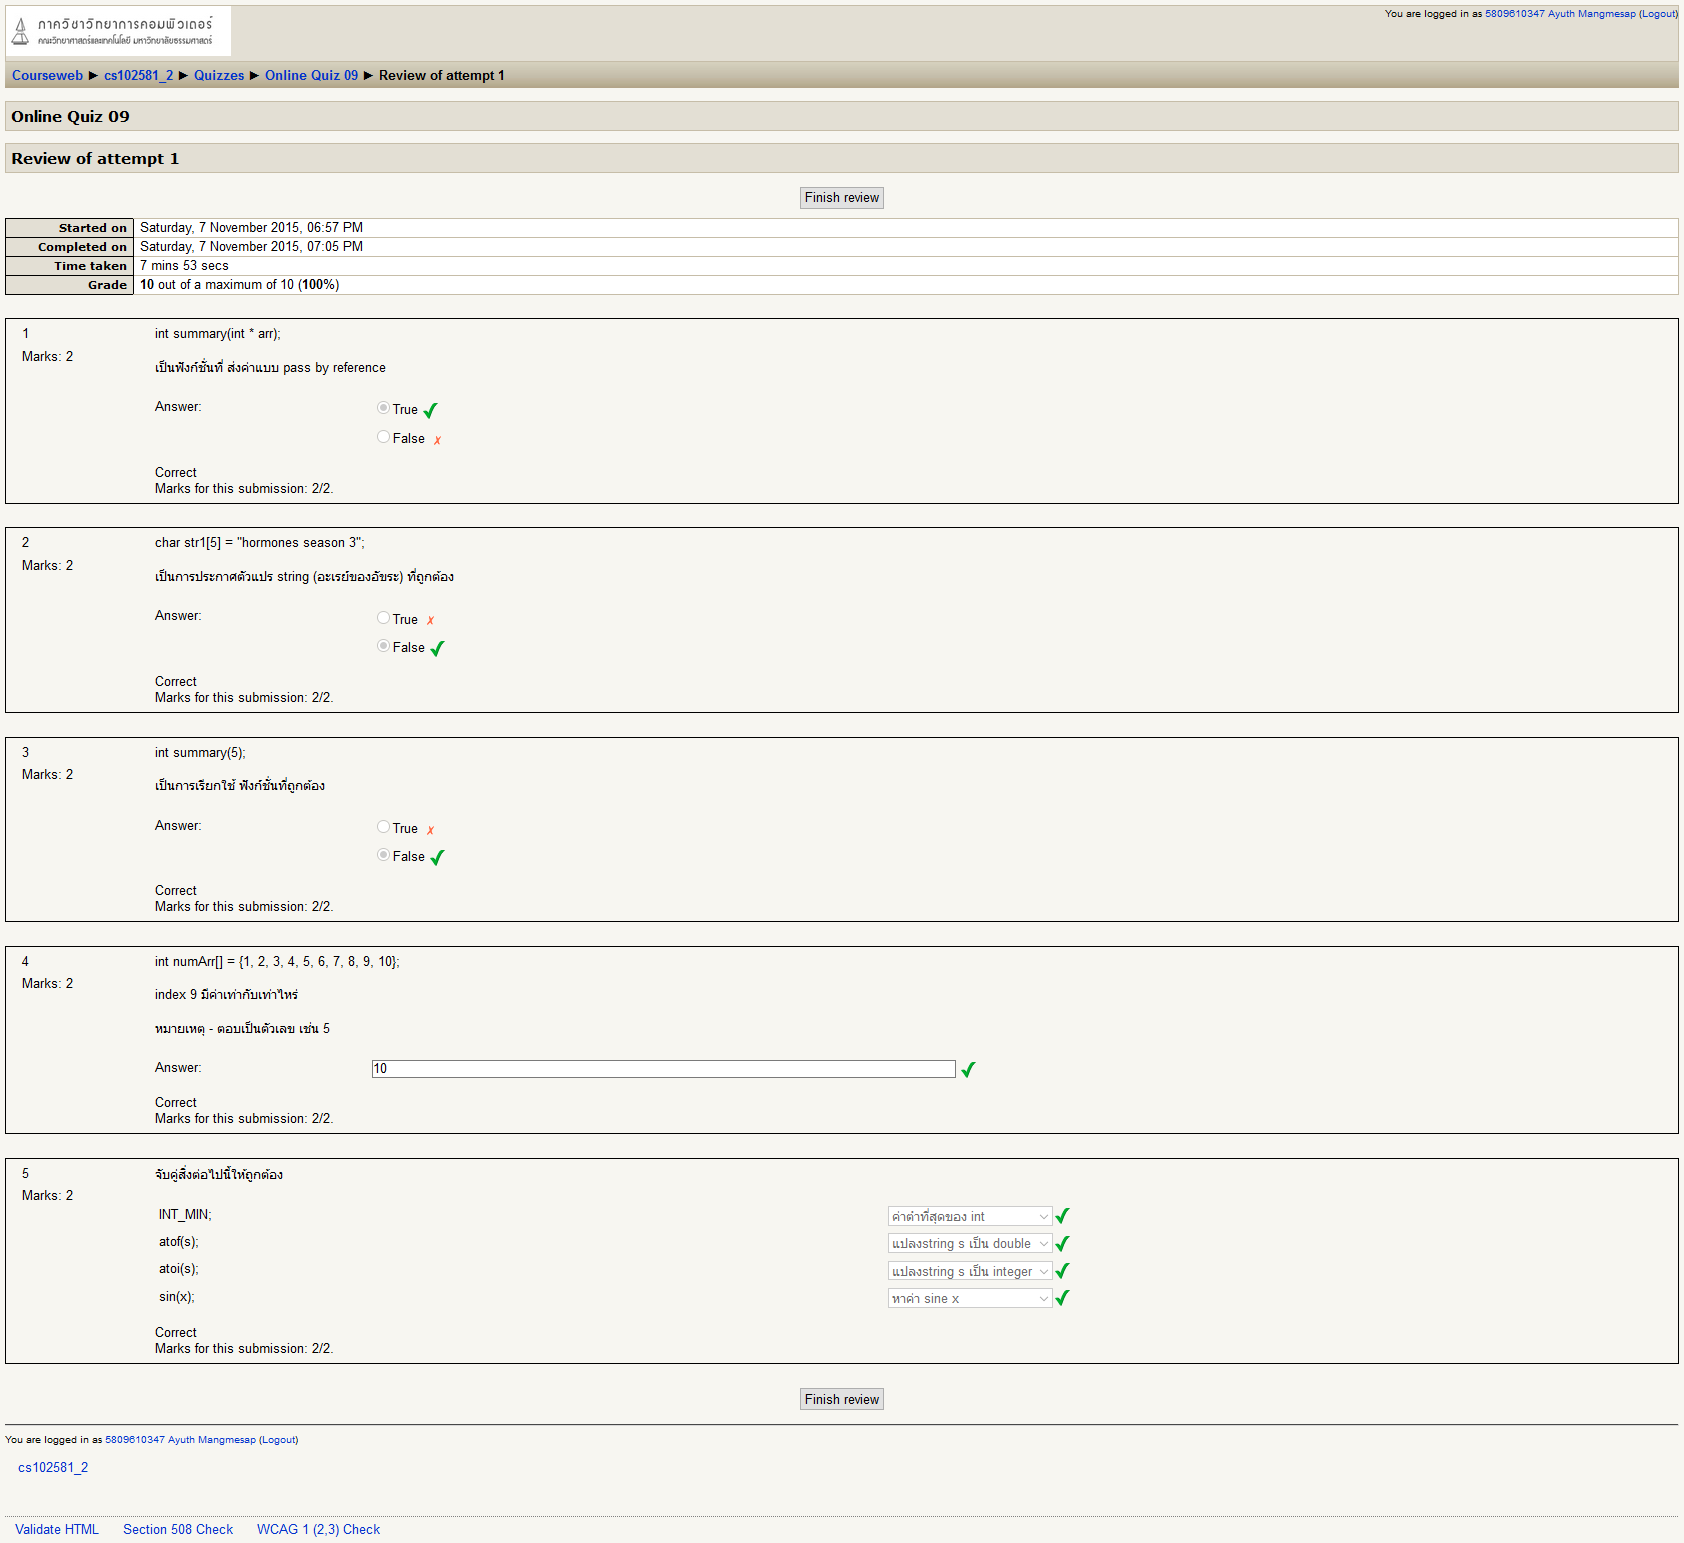 ภาควิชาวิทยาการคอมพิวเตอร์
คณะวิทยาศาสตร์และเทคโนโลยี มหาวิทยาลัยธรรมศาสตร์
You are logged in as 5809610347 Ayuth Mangmesap (Logout)
Courseweb ► cs102581_2 ► Quizzes ► Online Quiz 09 ► Review of attempt 1
Online Quiz 09
Review of attempt 1
Finish review
Started on Saturday, 7 November 2015, 06:57 PM
Completed on Saturday, 7 November 2015, 07:05 PM
Time taken 7 mins 53 secs
Grade 10 out of a maximum of 10 (100%)
1
Marks: 2
int summary(int * arr);
เป็นฟังก์ชั่นที่ ส่งค่าแบบ pass by reference
Answer:
True
False
Correct
Marks for this submission: 2/2.
2
Marks: 2
char str1[5] = "hormones season 3";
เป็นการประกาศตัวแปร string (อะเรย์ของอัขระ) ที่ถูกต้อง
Answer:
True
False
Correct
Marks for this submission: 2/2.
3
Marks: 2
int summary(5);
เป็นการเรียกใช้ ฟังก์ชั่นที่ถูกต้อง
Answer:
True
False
Correct
Marks for this submission: 2/2.
4
Marks: 2
int numArr[] = {1, 2, 3, 4, 5, 6, 7, 8, 9, 10};
index 9 มีค่าเท่ากับเท่าไหร่
หมายเหตุ - ตอบเป็นตัวเลข เช่น 5
Answer:
10
Correct
Marks for this submission: 2/2.
5
Marks: 2
จับคู่สิ่งต่อไปนี้ให้ถูกต้อง
INT_MIN; ค่าต่ำที่สุดของ int
atof(s); แปลงstring s เป็น double
atoi(s); แปลงstring s เป็น integer
sin(x); หาค่า sine x
Correct
Marks for this submission: 2/2.
Finish review
You are logged in as 5809610347 Ayuth Mangmesap (Logout)
cs102581_2
Validate HTML Section 508 Check WCAG 1 (2,3) Check